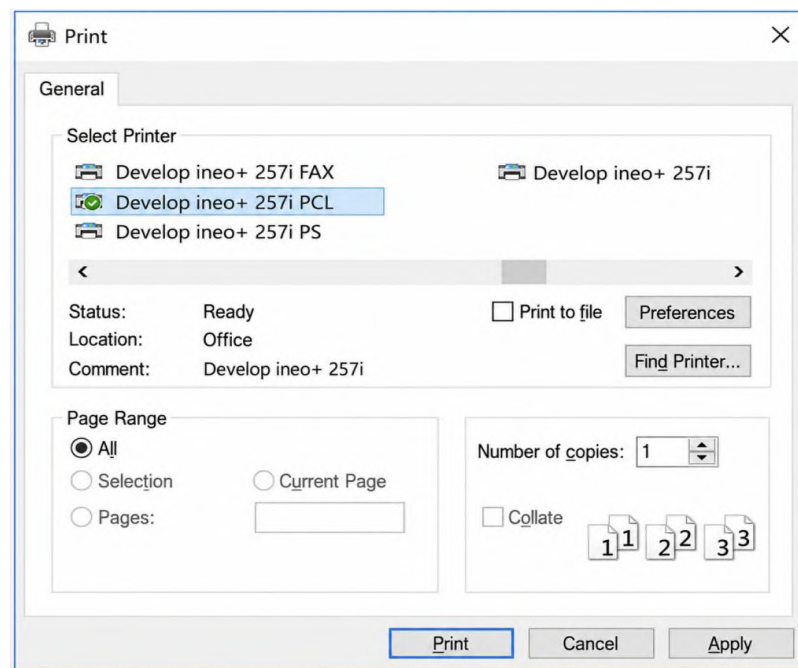 Print
General
Select Printer
Develop ineo+ 257i FAX
Develop ineo+ 257i
Develop ineo+ 257i PCL
Develop ineo+ 257i PS
Status: Ready
Print to file
Preferences
Location: Office
Comment: Develop ineo+ 257i
Find Printer...
Page Range
All
Selection
Current Page
Pages:
Number of copies: 1
Collate
1 1 2 2 3 3
Print
Cancel
Apply